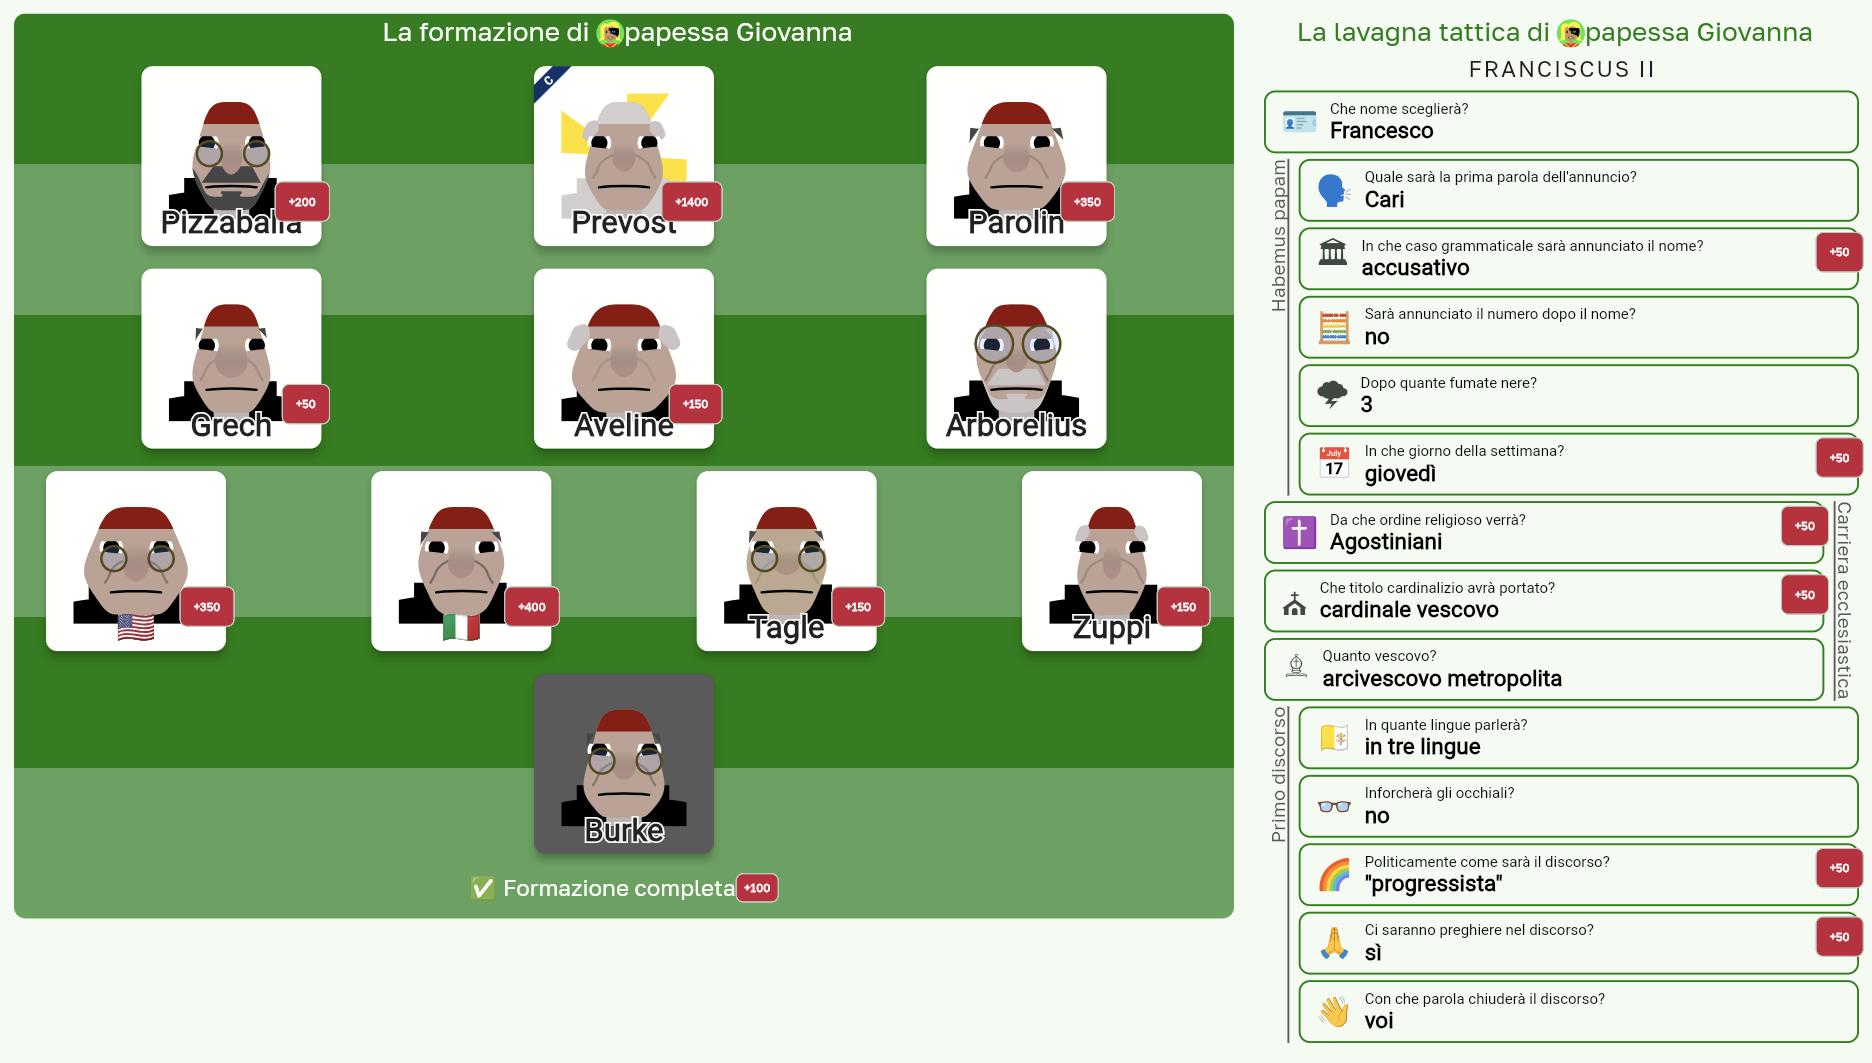 La formazione di papessa Giovanna
C
Pizzaballa
+200
Prevost
+1400
Parolin
+350
Grech
+50
Aveline
+150
Arborelius
+350
+400
Tagle
+150
Zuppi
+150
Burke
✅ Formazione completa +100
La lavagna tattica di papessa Giovanna
FRANCISCUS II
Che nome sceglierà?
Francesco
Habemus papam
Quale sarà la prima parola dell'annuncio?
Cari
In che caso grammaticale sarà annunciato il nome?
accusativo
+50
Sarà annunciato il numero dopo il nome?
no
Dopo quante fumate nere?
3
In che giorno della settimana?
giovedì
+50
July
17
Carriera ecclesiastica
Da che ordine religioso verrà?
Agostiniani
+50
Che titolo cardinalizio avrà portato?
cardinale vescovo
+50
Quanto vescovo?
arcivescovo metropolita
Primo discorso
In quante lingue parlerà?
in tre lingue
Inforcherà gli occhiali?
no
Politicamente come sarà il discorso?
"progressista"
+50
Ci saranno preghiere nel discorso?
sì
+50
Con che parola chiuderà il discorso?
voi